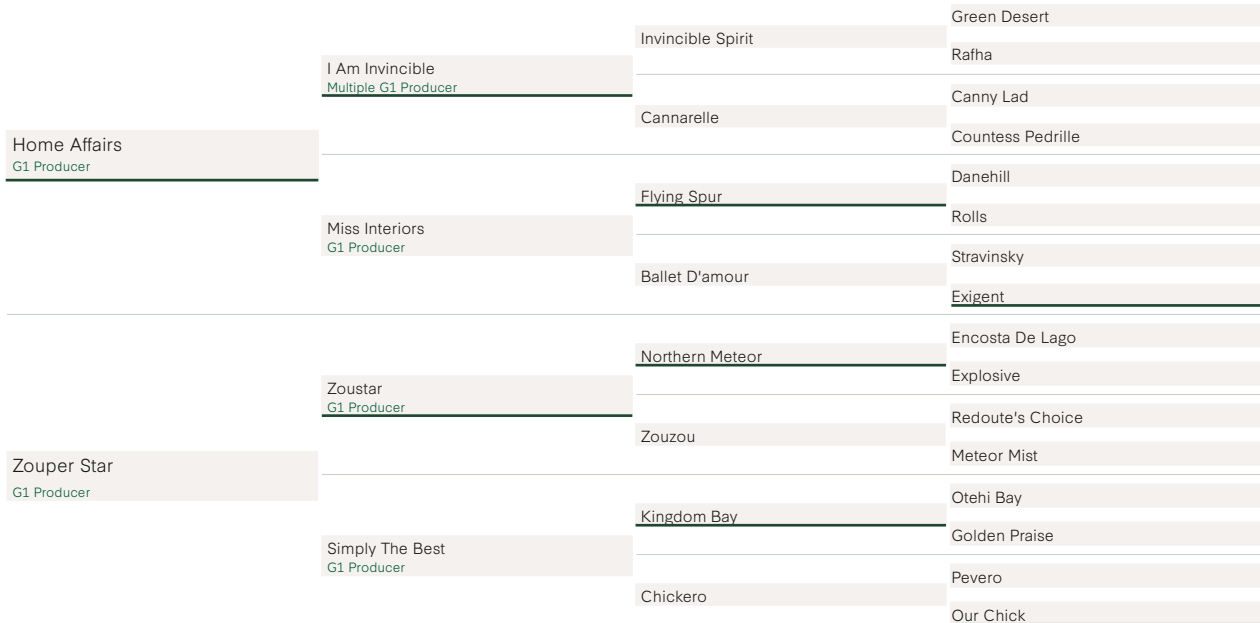 Home Affairs
G1 Producer
Zouper Star
G1 Producer
I Am Invincible
Multiple G1 Producer
Miss Interiors
G1 Producer
Zoustar
G1 Producer
Simply The Best
G1 Producer
Invincible Spirit
Cannarelle
Flying Spur
Ballet D'amour
Northern Meteor
Zouzou
Kingdom Bay
Chickero
Green Desert
Rafha
Canny Lad
Countess Pedrille
Danehill
Rolls
Stravinsky
Exigent
Encosta De Lago
Explosive
Redoute's Choice
Meteor Mist
Otehi Bay
Golden Praise
Pevero
Our Chick